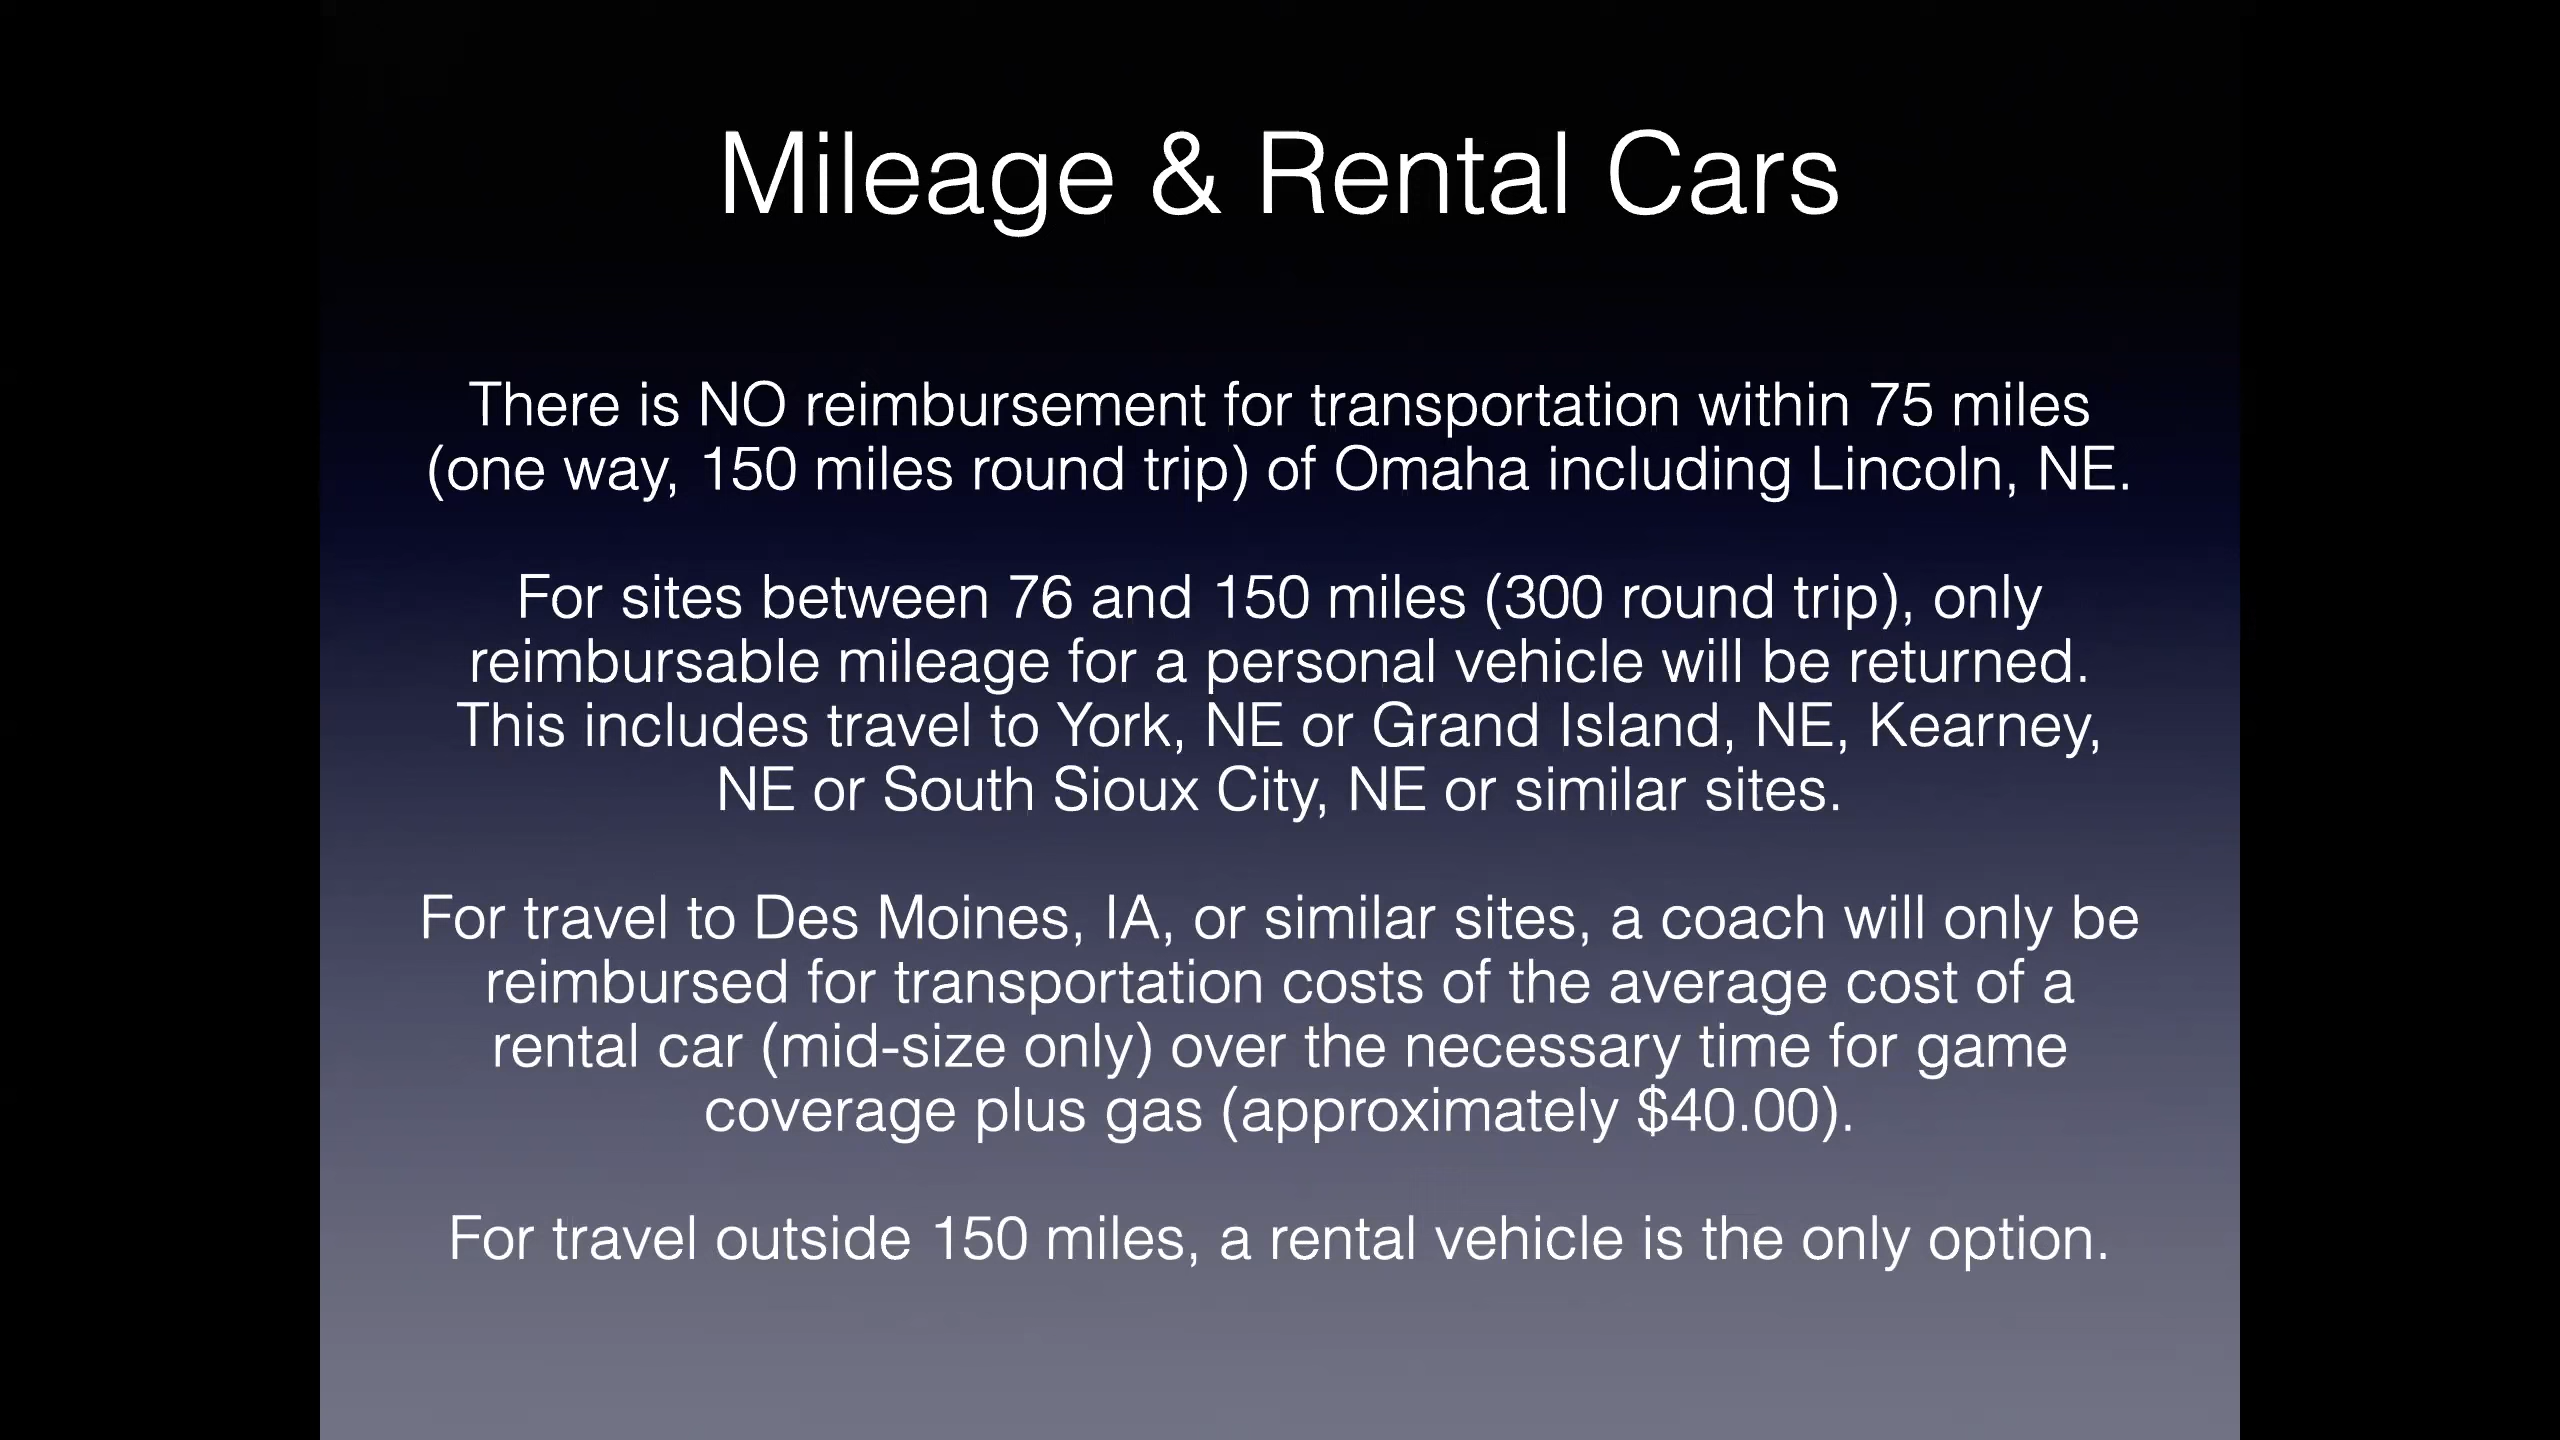 Mileage & Rental Cars
There is NO reimbursement for transportation within 75 miles
(one way, 150 miles round trip) of Omaha including Lincoln, NE.
For sites between 76 and 150 miles (300 round trip), only
reimbursable mileage for a personal vehicle will be returned.
This includes travel to York, NE or Grand Island, NE, Kearney,
NE or South Sioux City, NE or similar sites.
For travel to Des Moines, IA, or similar sites, a coach will only be
reimbursed for transportation costs of the average cost of a
rental car (mid-size only) over the necessary time for game
coverage plus gas (approximately $40.00).
For travel outside 150 miles, a rental vehicle is the only option.